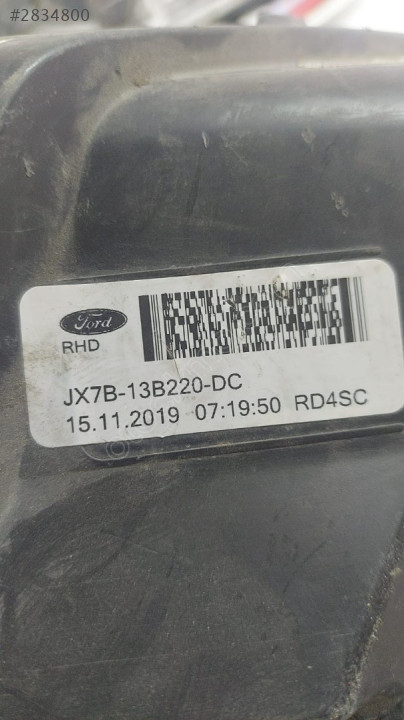 #2834800
Ford
RHD
JX7B-13B220-DC
15.11.2019 07:19:50 RD4SC